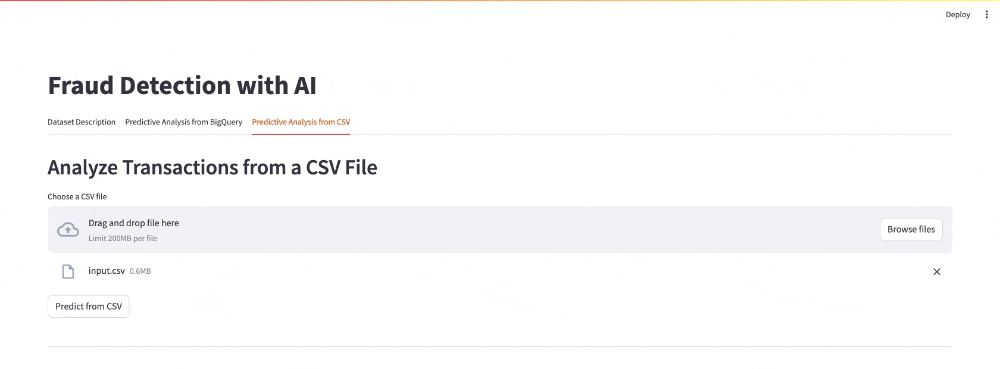 Deploy
Fraud Detection with AI
Dataset Description Predictive Analysis from BigQuery Predictive Analysis from CSV
Analyze Transactions from a CSV File
Choose a CSV file
Drag and drop file here
Limit 200MB per file
Browse files
input.csv 0.6MB
Predict from CSV